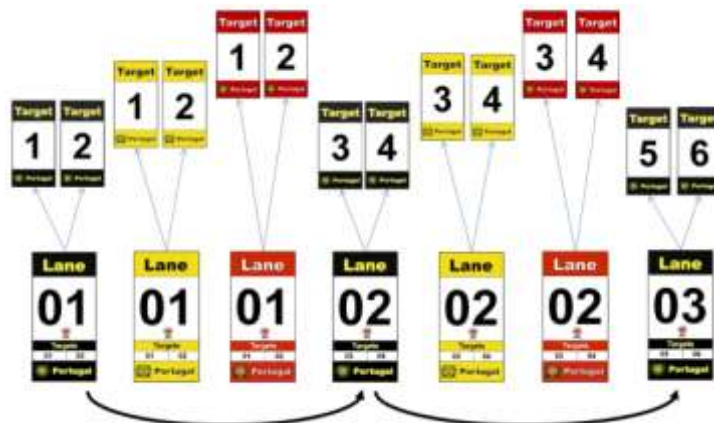 Target
1
Portugal
Target
2
Portugal
Target
1
Portugal
Target
2
Portugal
Target
1
Portugal
Target
2
Portugal
Target
3
Portugal
Target
4
Portugal
Target
3
Portugal
Target
4
Portugal
Target
3
Portugal
Target
4
Portugal
Target
5
Portugal
Target
6
Portugal
Lane
01
Targets
01 02
Portugal
Lane
01
Targets
01 02
Portugal
Lane
01
Targets
01 02
Portugal
Lane
02
Targets
03 04
Portugal
Lane
02
Targets
03 04
Portugal
Lane
02
Targets
03 04
Portugal
Lane
03
Targets
05 06
Portugal